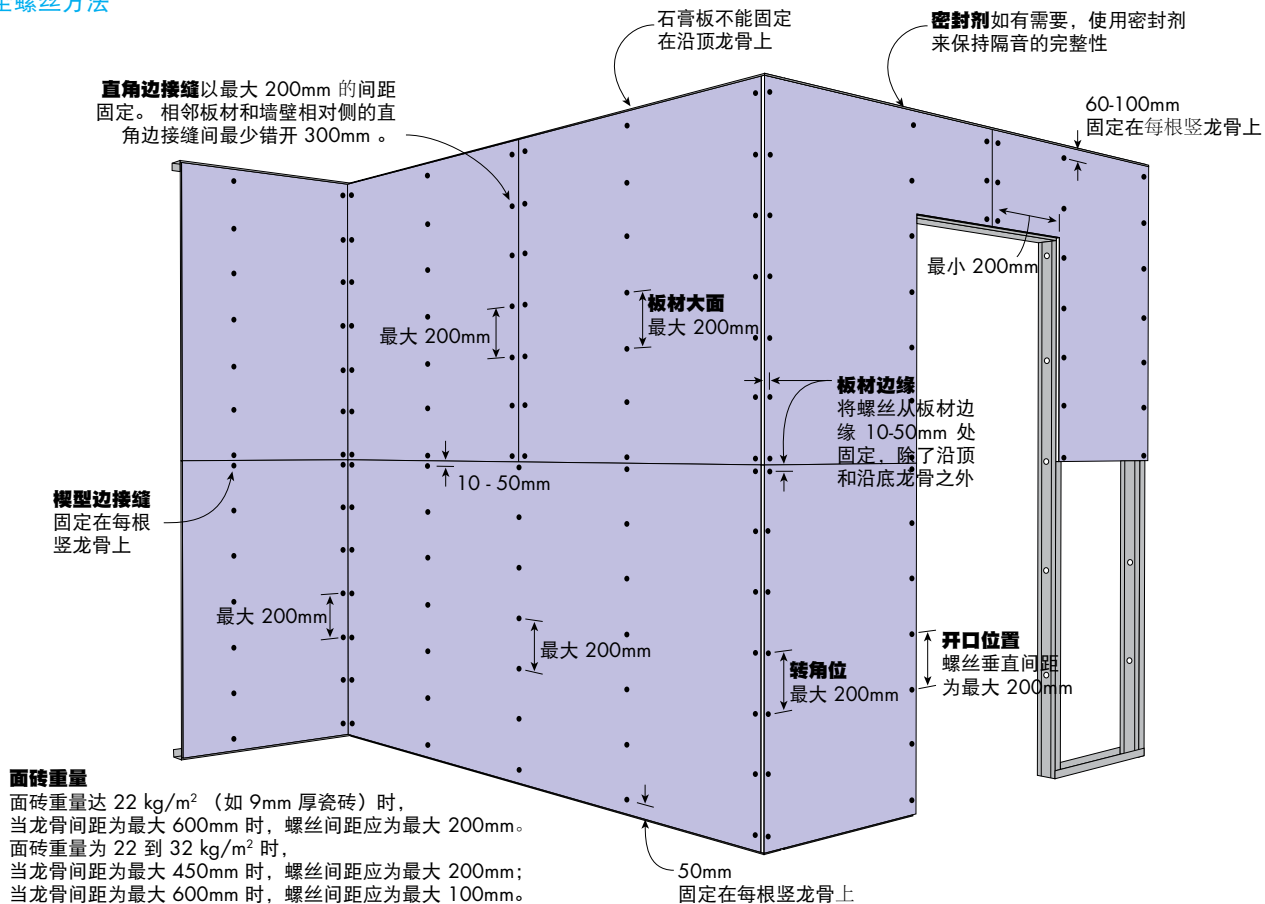 螺丝方法
石膏板不能固定
在沿顶龙骨上
密封剂如有需要，使用密封剂
来保持隔音的完整性
直角边接缝以最大 200mm 的间距
固定。 相邻板材和墙壁相对侧的直
角边接缝间最少错开 300mm 。
60-100mm
固定在每根竖龙骨上
最小 200mm
板材大面
最大 200mm
最大 200mm
板材边缘
将螺丝从板材边
缘 10-50mm 处
固定，除了沿顶
和沿底龙骨之外
10 - 50mm
楔型边接缝
固定在每根
竖龙骨上
最大 200mm
最大 200mm
转角位
最大 200mm
开口位置
螺丝垂直间距
为最大 200mm
面砖重量
面砖重量达 22 kg/m² （如 9mm 厚瓷砖）时，
当龙骨间距为最大 600mm 时，螺丝间距应为最大 200mm。
面砖重量为 22 到 32 kg/m² 时，
当龙骨间距为最大 450mm 时，螺丝间距应为最大 200mm；
当龙骨间距为最大 600mm 时，螺丝间距应为最大 100mm。
50mm
固定在每根竖龙骨上